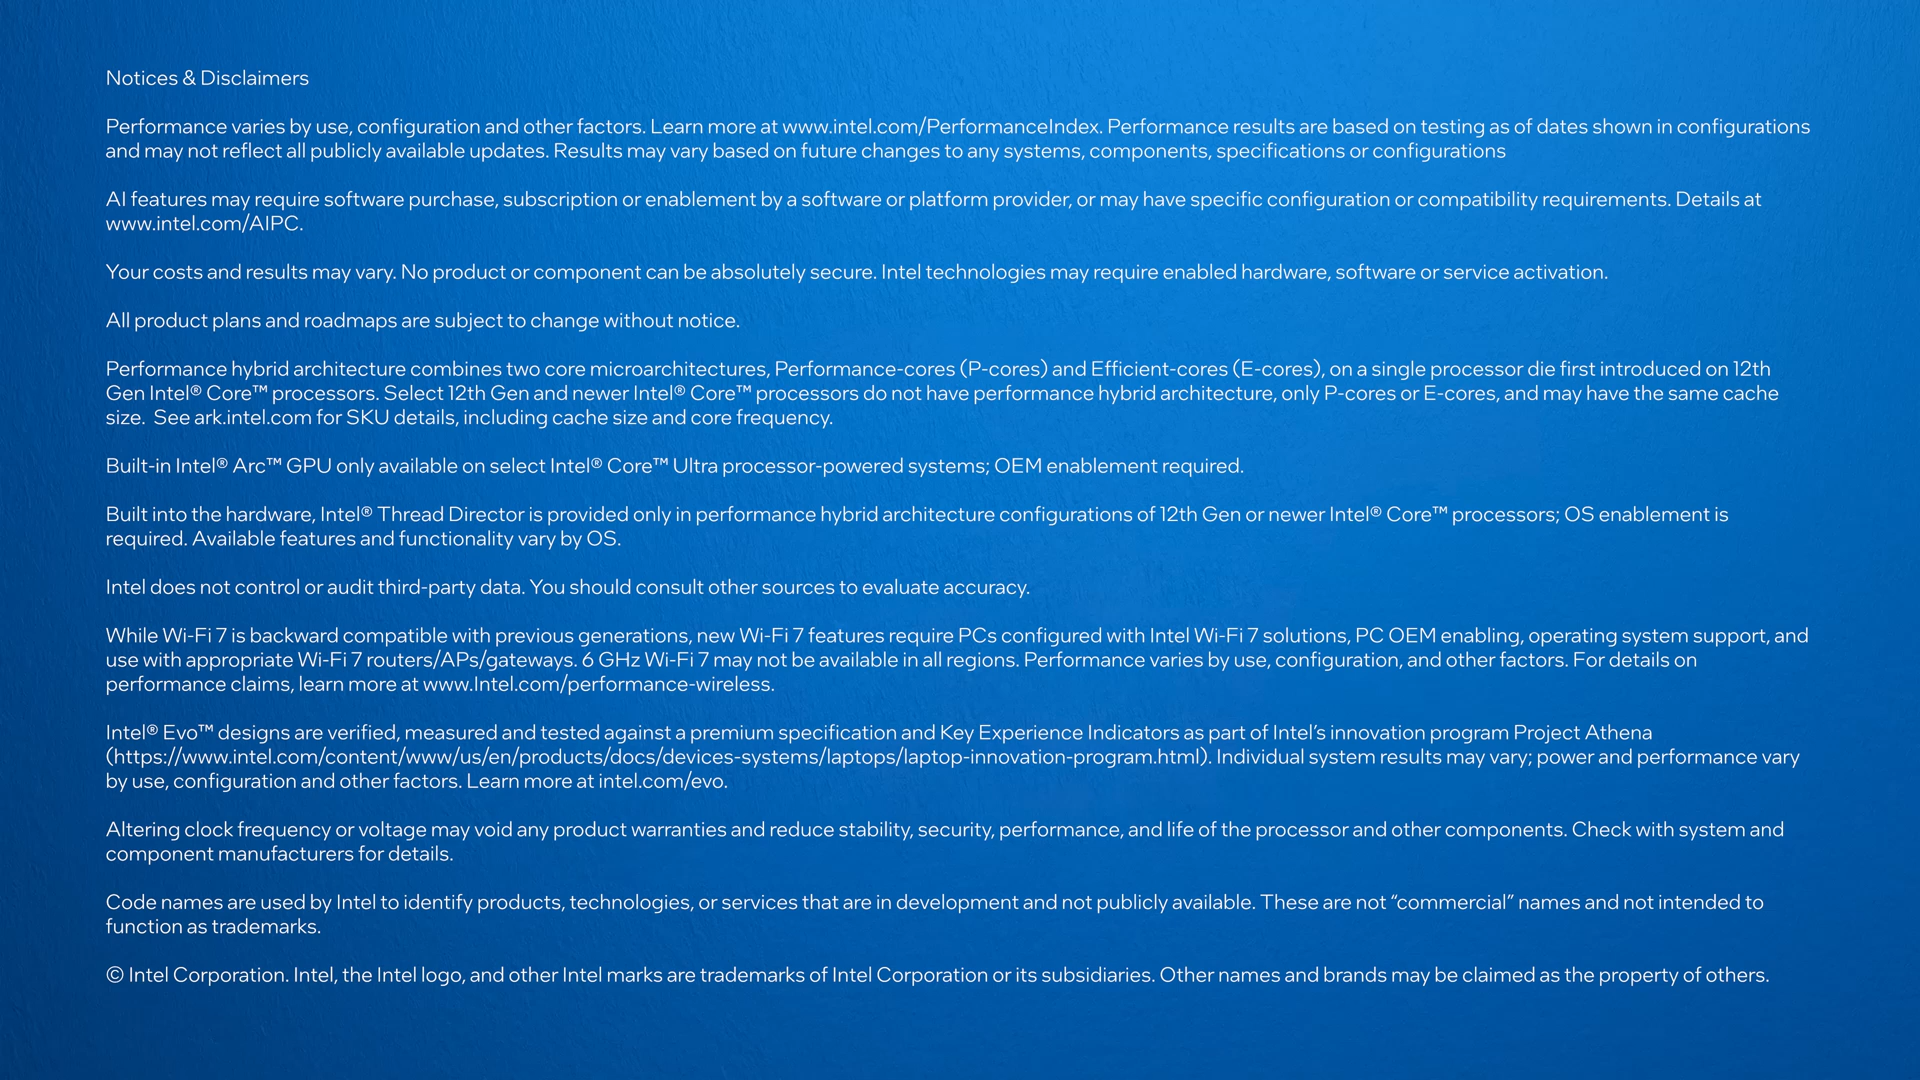 Notices & Disclaimers
Performance varies by use, configuration and other factors. Learn more at www.intel.com/PerformanceIndex. Performance results are based on testing as of dates shown in configurations
and may not reflect all publicly available updates. Results may vary based on future changes to any systems, components, specifications or configurations
AI features may require software purchase, subscription or enablement by a software or platform provider, or may have specific configuration or compatibility requirements. Details at
www.intel.com/AIPC.
Your costs and results may vary. No product or component can be absolutely secure. Intel technologies may require enabled hardware, software or service activation.
All product plans and roadmaps are subject to change without notice.
Performance hybrid architecture combines two core microarchitectures, Performance-cores (P-cores) and Efficient-cores (E-cores), on a single processor die first introduced on 12th
Gen Intel® Core™ processors. Select 12th Gen and newer Intel® Core™ processors do not have performance hybrid architecture, only P-cores or E-cores, and may have the same cache
size.  See ark.intel.com for SKU details, including cache size and core frequency.
Built-in Intel® Arc™ GPU only available on select Intel® Core™ Ultra processor-powered systems; OEM enablement required.
Built into the hardware, Intel® Thread Director is provided only in performance hybrid architecture configurations of 12th Gen or newer Intel® Core™ processors; OS enablement is
required. Available features and functionality vary by OS.
Intel does not control or audit third-party data. You should consult other sources to evaluate accuracy.
While Wi-Fi 7 is backward compatible with previous generations, new Wi-Fi 7 features require PCs configured with Intel Wi-Fi 7 solutions, PC OEM enabling, operating system support, and
use with appropriate Wi-Fi 7 routers/APs/gateways. 6 GHz Wi-Fi 7 may not be available in all regions. Performance varies by use, configuration, and other factors. For details on
performance claims, learn more at www.Intel.com/performance-wireless.
Intel® Evo™ designs are verified, measured and tested against a premium specification and Key Experience Indicators as part of Intel’s innovation program Project Athena
(https://www.intel.com/content/www/us/en/products/docs/devices-systems/laptops/laptop-innovation-program.html). Individual system results may vary; power and performance vary
by use, configuration and other factors. Learn more at intel.com/evo.
Altering clock frequency or voltage may void any product warranties and reduce stability, security, performance, and life of the processor and other components. Check with system and
component manufacturers for details.
Code names are used by Intel to identify products, technologies, or services that are in development and not publicly available. These are not “commercial” names and not intended to
function as trademarks.
© Intel Corporation. Intel, the Intel logo, and other Intel marks are trademarks of Intel Corporation or its subsidiaries. Other names and brands may be claimed as the property of others.